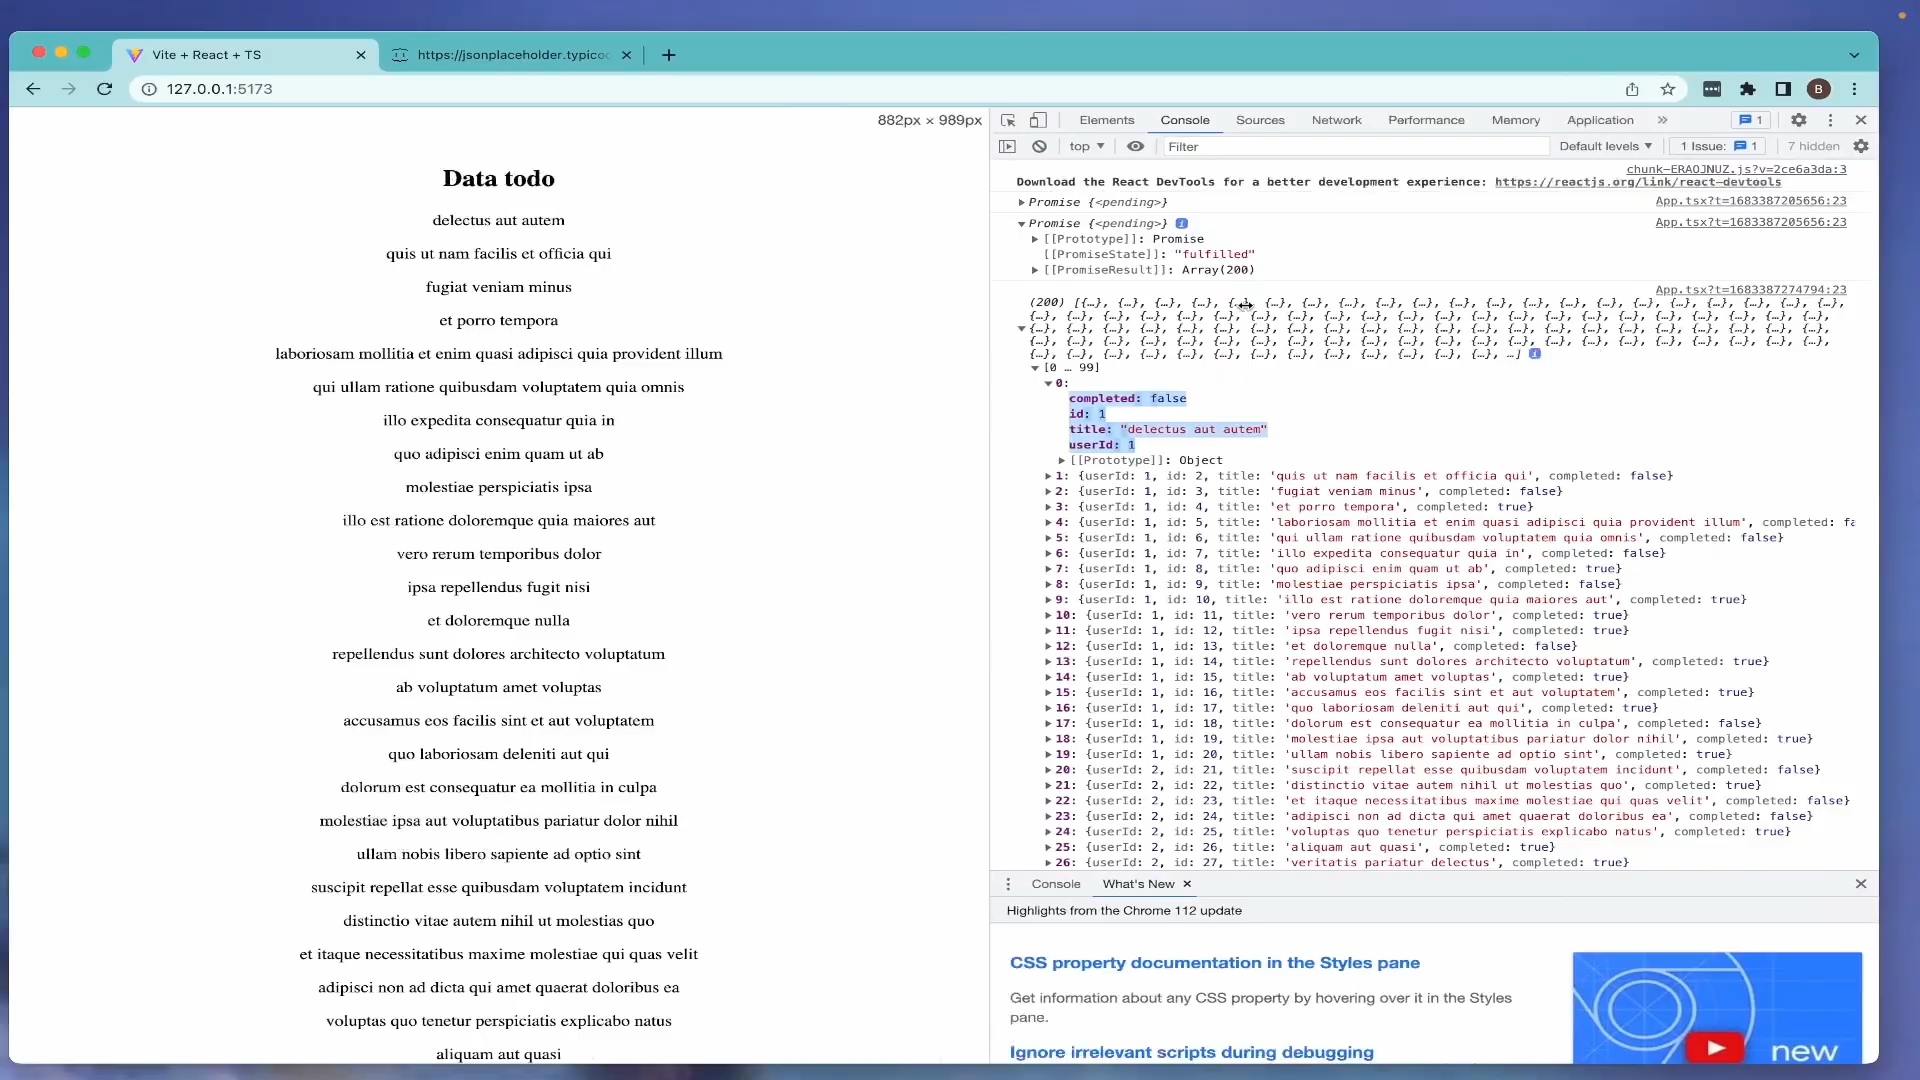 Vite + React + TS
https://jsonplaceholder.typico
127.0.0.1:5173
B
882px × 989px
Data todo
delectus aut autem
quis ut nam facilis et officia qui
fugiat veniam minus
et porro tempora
laboriosam mollitia et enim quasi adipisci quia provident illum
qui ullam ratione quibusdam voluptatem quia omnis
illo expedita consequatur quia in
quo adipisci enim quam ut ab
molestiae perspiciatis ipsa
illo est ratione doloremque quia maiores aut
vero rerum temporibus dolor
ipsa repellendus fugit nisi
et doloremque nulla
repellendus sunt dolores architecto voluptatum
ab voluptatum amet voluptas
accusamus eos facilis sint et aut voluptatem
quo laboriosam deleniti aut qui
dolorum est consequatur ea mollitia in culpa
molestiae ipsa aut voluptatibus pariatur dolor nihil
ullam nobis libero sapiente ad optio sint
suscipit repellat esse quibusdam voluptatem incidunt
distinctio vitae autem nihil ut molestias quo
et itaque necessitatibus maxime molestiae qui quas velit
adipisci non ad dicta qui amet quaerat doloribus ea
voluptas quo tenetur perspiciatis explicabo natus
aliquam aut quasi
Elements Console Sources Network Performance Memory Application » 1
top Filter Default levels 1 Issue: 1 7 hidden
chunk-ERAOJNUZ.js?v=2ce6a3da:3
Download the React DevTools for a better development experience: https://reactjs.org/link/react-devtools
Promise {<pending>} App.tsx?t=1683387205656:23
Promise {<pending>} i App.tsx?t=1683387205656:23
[[Prototype]]: Promise
[[PromiseState]]: "fulfilled"
[[PromiseResult]]: Array(200)
App.tsx?t=1683387274794:23
(200) [{…}, {…}, {…}, {…}, {…}, {…}, {…}, {…}, {…}, {…}, {…}, {…}, {…}, {…}, {…}, {…}, {…}, {…}, {…}, {…}, {…},
{…}, {…}, {…}, {…}, {…}, {…}, {…}, {…}, {…}, {…}, {…}, {…}, {…}, {…}, {…}, {…}, {…}, {…}, {…}, {…}, {…}, {…},
{…}, {…}, {…}, {…}, {…}, {…}, {…}, {…}, {…}, {…}, {…}, {…}, {…}, {…}, {…}, {…}, {…}, {…}, {…}, {…}, {…}, {…},
{…}, {…}, {…}, {…}, {…}, {…}, {…}, {…}, {…}, {…}, {…}, {…}, {…}, {…}, {…}, {…}, {…}, {…}, {…}, {…}, {…}, {…},
{…}, {…}, {…}, {…}, {…}, {…}, {…}, {…}, {…}, {…}, {…}, {…}, {…}, …] i
[0 … 99]
0:
completed: false
id: 1
title: "delectus aut autem"
userId: 1
[[Prototype]]: Object
1: {userId: 1, id: 2, title: 'quis ut nam facilis et officia qui', completed: false}
2: {userId: 1, id: 3, title: 'fugiat veniam minus', completed: false}
3: {userId: 1, id: 4, title: 'et porro tempora', completed: true}
4: {userId: 1, id: 5, title: 'laboriosam mollitia et enim quasi adipisci quia provident illum', completed: fa
5: {userId: 1, id: 6, title: 'qui ullam ratione quibusdam voluptatem quia omnis', completed: false}
6: {userId: 1, id: 7, title: 'illo expedita consequatur quia in', completed: false}
7: {userId: 1, id: 8, title: 'quo adipisci enim quam ut ab', completed: true}
8: {userId: 1, id: 9, title: 'molestiae perspiciatis ipsa', completed: false}
9: {userId: 1, id: 10, title: 'illo est ratione doloremque quia maiores aut', completed: true}
10: {userId: 1, id: 11, title: 'vero rerum temporibus dolor', completed: true}
11: {userId: 1, id: 12, title: 'ipsa repellendus fugit nisi', completed: true}
12: {userId: 1, id: 13, title: 'et doloremque nulla', completed: false}
13: {userId: 1, id: 14, title: 'repellendus sunt dolores architecto voluptatum', completed: true}
14: {userId: 1, id: 15, title: 'ab voluptatum amet voluptas', completed: true}
15: {userId: 1, id: 16, title: 'accusamus eos facilis sint et aut voluptatem', completed: true}
16: {userId: 1, id: 17, title: 'quo laboriosam deleniti aut qui', completed: true}
17: {userId: 1, id: 18, title: 'dolorum est consequatur ea mollitia in culpa', completed: false}
18: {userId: 1, id: 19, title: 'molestiae ipsa aut voluptatibus pariatur dolor nihil', completed: true}
19: {userId: 1, id: 20, title: 'ullam nobis libero sapiente ad optio sint', completed: true}
20: {userId: 2, id: 21, title: 'suscipit repellat esse quibusdam voluptatem incidunt', completed: false}
21: {userId: 2, id: 22, title: 'distinctio vitae autem nihil ut molestias quo', completed: true}
22: {userId: 2, id: 23, title: 'et itaque necessitatibus maxime molestiae qui quas velit', completed: false}
23: {userId: 2, id: 24, title: 'adipisci non ad dicta qui amet quaerat doloribus ea', completed: false}
24: {userId: 2, id: 25, title: 'voluptas quo tenetur perspiciatis explicabo natus', completed: true}
25: {userId: 2, id: 26, title: 'aliquam aut quasi', completed: true}
26: {userId: 2, id: 27, title: 'veritatis pariatur delectus', completed: true}
Console What's New
Highlights from the Chrome 112 update
CSS property documentation in the Styles pane
Get information about any CSS property by hovering over it in the Styles
pane.
Ignore irrelevant scripts during debugging
new